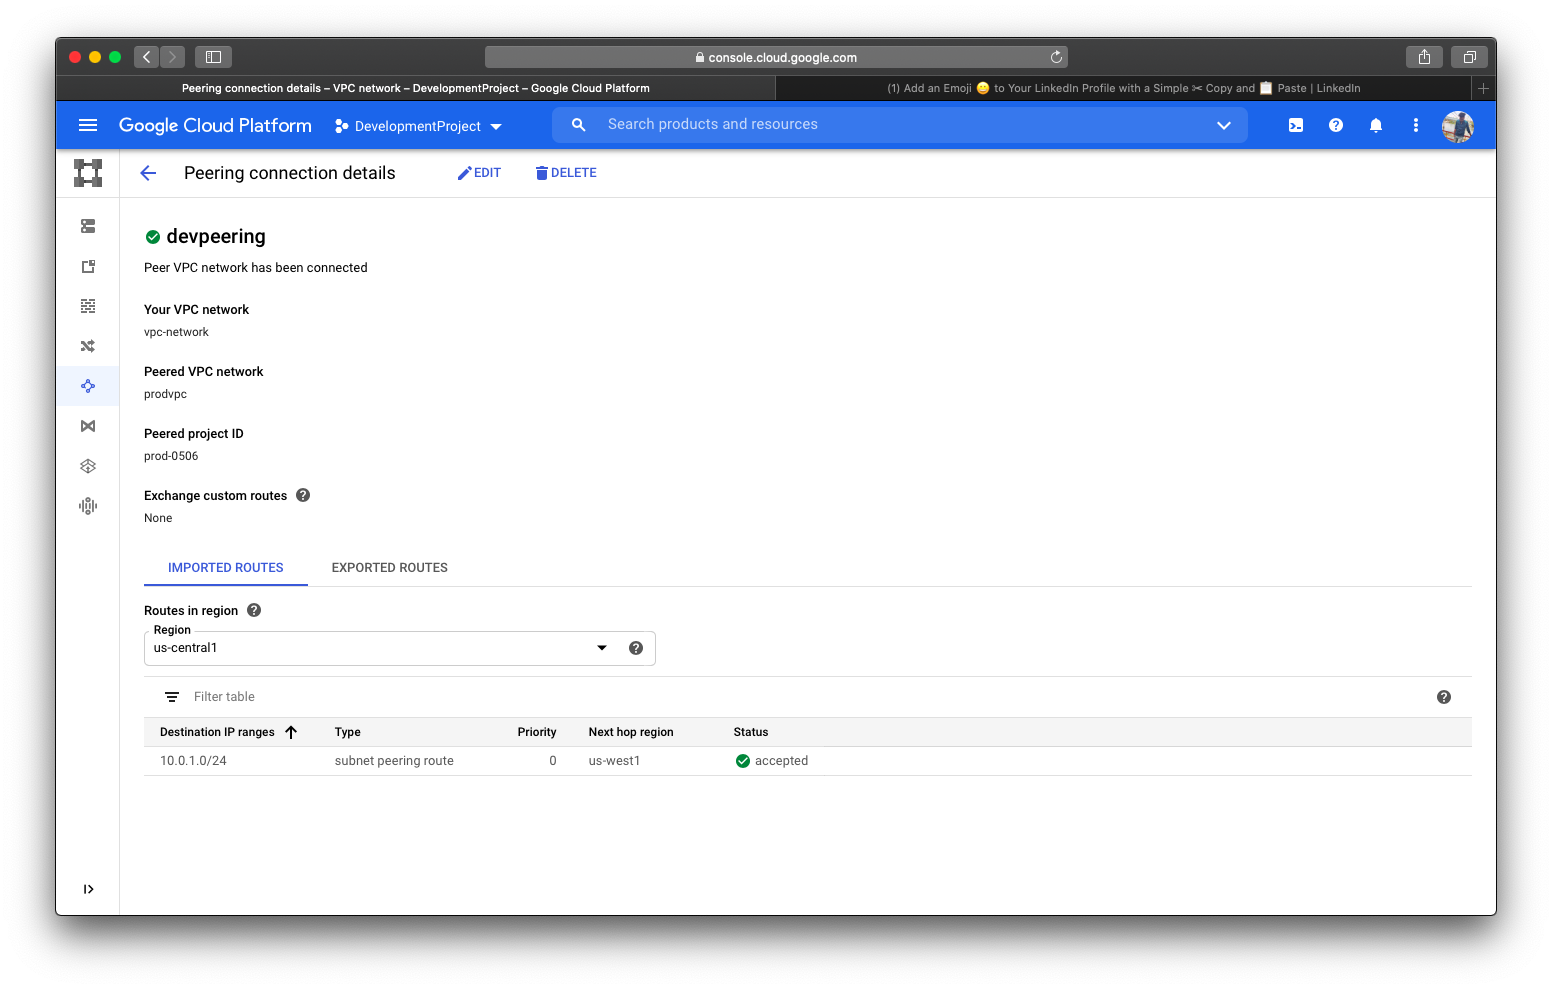 console.cloud.google.com
Peering connection details – VPC network – DevelopmentProject – Google Cloud Platform
(1) Add an Emoji 😀 to Your LinkedIn Profile with a Simple ✂ Copy and 📋 Paste | LinkedIn
Google Cloud Platform
DevelopmentProject
Search products and resources
Peering connection details
EDIT
DELETE
devpeering
Peer VPC network has been connected
Your VPC network
vpc-network
Peered VPC network
prodvpc
Peered project ID
prod-0506
Exchange custom routes
None
IMPORTED ROUTES
EXPORTED ROUTES
Routes in region
Region
us-central1
Filter table
Destination IP ranges Type Priority Next hop region Status
10.0.1.0/24 subnet peering route 0 us-west1 accepted